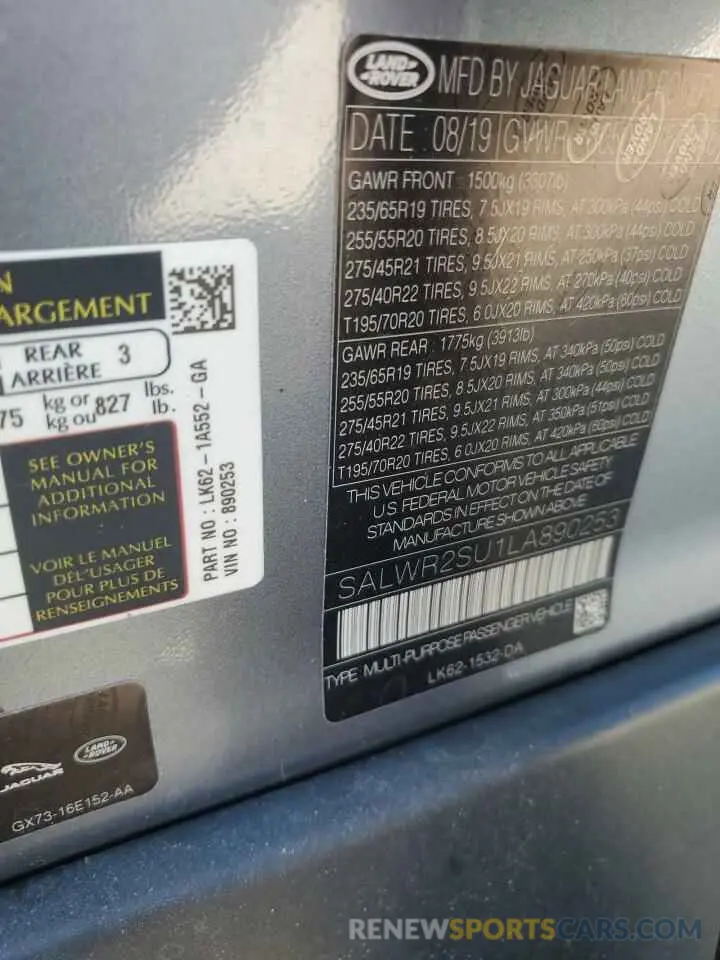 N
ARGEMENT
REAR
ARRIÈRE 3
75 kg or
kg ou 827 lbs.
lb.
SEE OWNER'S
MANUAL FOR
ADDITIONAL
INFORMATION
VOIR LE MANUEL
DEL'USAGER
POUR PLUS DE
RENSEIGNEMENTS
PART NO : LK62-1A552-GA
VIN NO : 890253
JAGUAR
LAND ROVER
GX73-16E152-AA
LAND ROVER
MFD BY JAGUAR LAND
DATE 08/19 GVWR
GAWR FRONT 1500kg (3307lb)
235/65R19 TIRES, 7.5JX19 RIMS, AT 300kPa (44psi) COLD
255/55R20 TIRES, 8.5JX20 RIMS, AT 300kPa (44psi) COLD
275/45R21 TIRES, 9.5JX21 RIMS, AT 250kPa (37psi) COLD
275/40R22 TIRES, 9.5JX22 RIMS, AT 270kPa (40psi) COLD
T195/70R20 TIRES, 6.0JX20 RIMS, AT 420kPa (60psi) COLD
GAWR REAR 1775kg (3913lb)
235/65R19 TIRES, 7.5JX19 RIMS, AT 340kPa (50psi) COLD
255/55R20 TIRES, 8.5JX20 RIMS, AT 340kPa (50psi) COLD
275/45R21 TIRES, 9.5JX21 RIMS, AT 300kPa (44psi) COLD
275/40R22 TIRES, 9.5JX22 RIMS, AT 350kPa (51psi) COLD
T195/70R20 TIRES, 6.0JX20 RIMS, AT 420kPa (60psi) COLD
THIS VEHICLE CONFORMS TO ALL APPLICABLE
U.S. FEDERAL MOTOR VEHICLE SAFETY
STANDARDS IN EFFECT ON THE DATE OF
MANUFACTURE SHOWN ABOVE.
SALWR2SU1LA890253
TYPE MULTI-PURPOSE PASSENGER VEHICLE
LK62-1532-DA
RENEWSPORTSCARS.COM